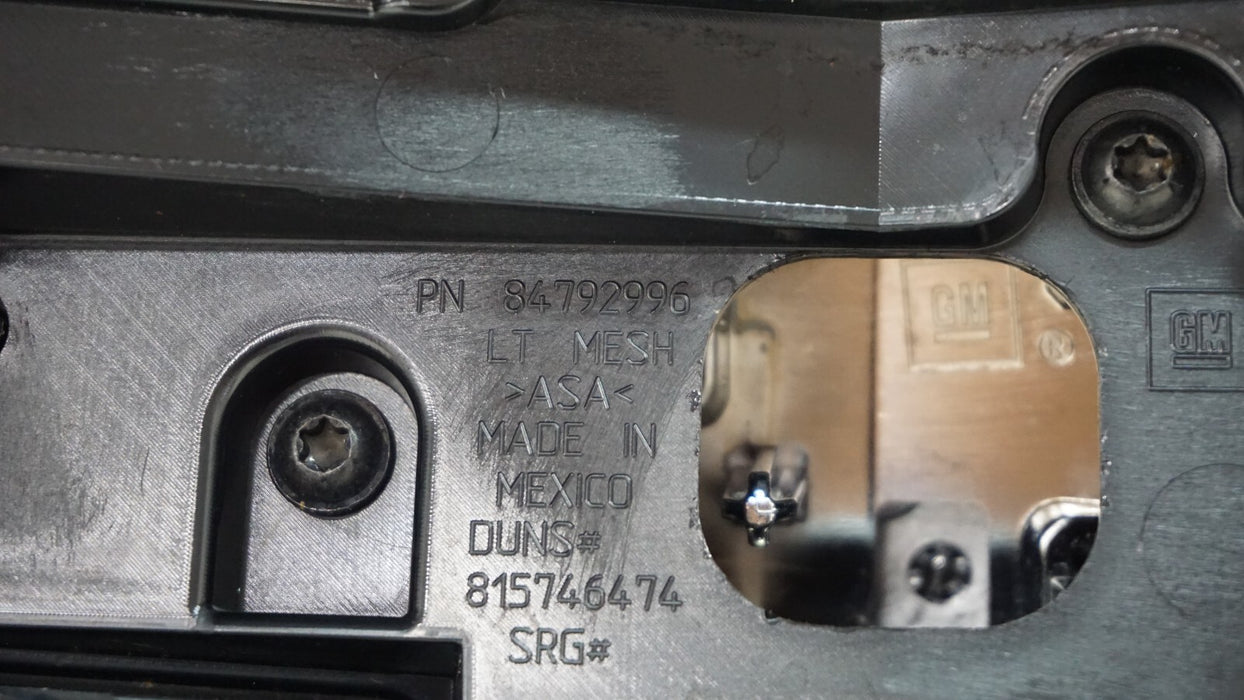 PN 84792996
LT MESH
>ASA<
MADE IN
MEXICO
DUNS#
815746474
SRG#
GM
®
GM